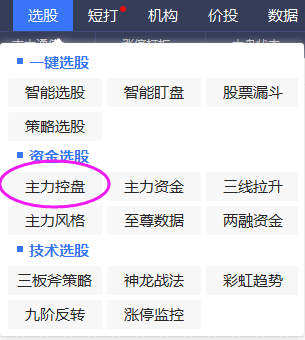 选股 短打 机构 价投 数据
一键选股
智能选股 智能盯盘 股票漏斗
策略选股
资金选股
主力控盘 主力资金 三线拉升
主力风格 至尊数据 两融资金
技术选股
三板斧策略 神龙战法 彩虹趋势
九阶反转 涨停监控